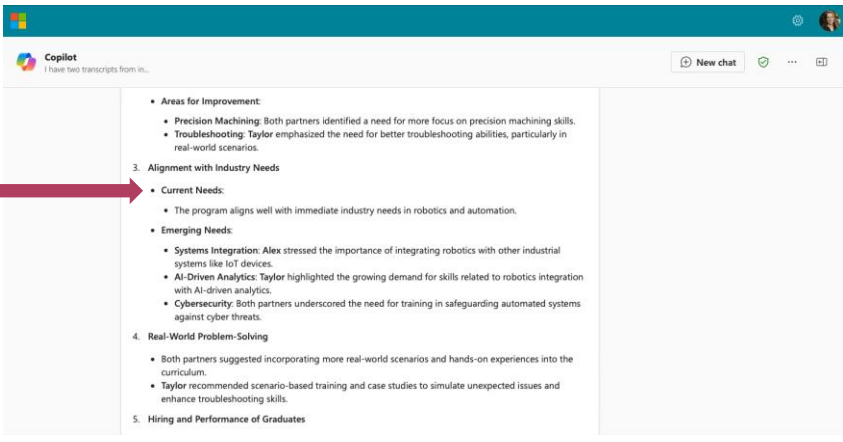 Copilot
I have two transcripts from in...
New chat
• Areas for Improvement:
• Precision Machining: Both partners identified a need for more focus on precision machining skills.
• Troubleshooting: Taylor emphasized the need for better troubleshooting abilities, particularly in
real-world scenarios.
3. Alignment with Industry Needs
• Current Needs:
• The program aligns well with immediate industry needs in robotics and automation.
• Emerging Needs:
• Systems Integration: Alex stressed the importance of integrating robotics with other industrial
systems like IoT devices.
• AI-Driven Analytics: Taylor highlighted the growing demand for skills related to robotics integration
with AI-driven analytics.
• Cybersecurity: Both partners underscored the need for training in safeguarding automated systems
against cyber threats.
4. Real-World Problem-Solving
• Both partners suggested incorporating more real-world scenarios and hands-on experiences into the
curriculum.
• Taylor recommended scenario-based training and case studies to simulate unexpected issues and
enhance troubleshooting skills.
5. Hiring and Performance of Graduates